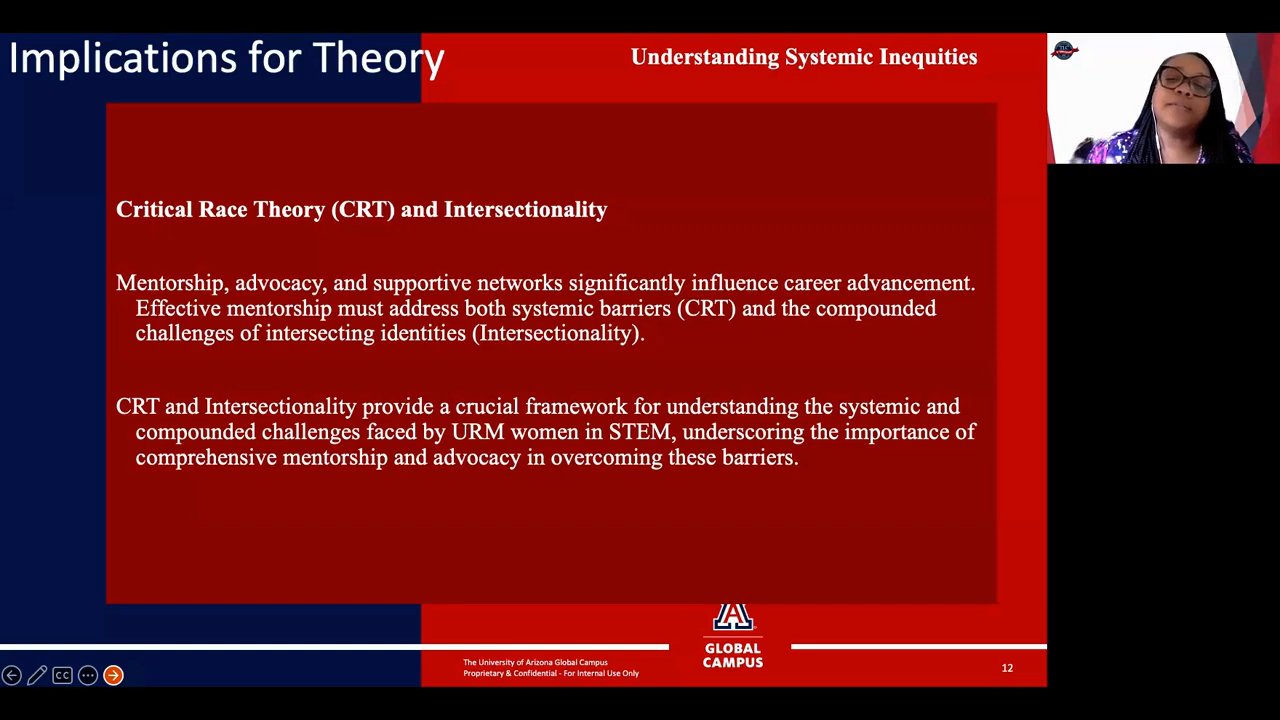 Implications for Theory
Understanding Systemic Inequities
Critical Race Theory (CRT) and Intersectionality
Mentorship, advocacy, and supportive networks significantly influence career advancement.
Effective mentorship must address both systemic barriers (CRT) and the compounded
challenges of intersecting identities (Intersectionality).
CRT and Intersectionality provide a crucial framework for understanding the systemic and
compounded challenges faced by URM women in STEM, underscoring the importance of
comprehensive mentorship and advocacy in overcoming these barriers.
A
GLOBAL
CAMPUS
The University of Arizona Global Campus
Proprietary & Confidential - For Internal Use Only
12
CC